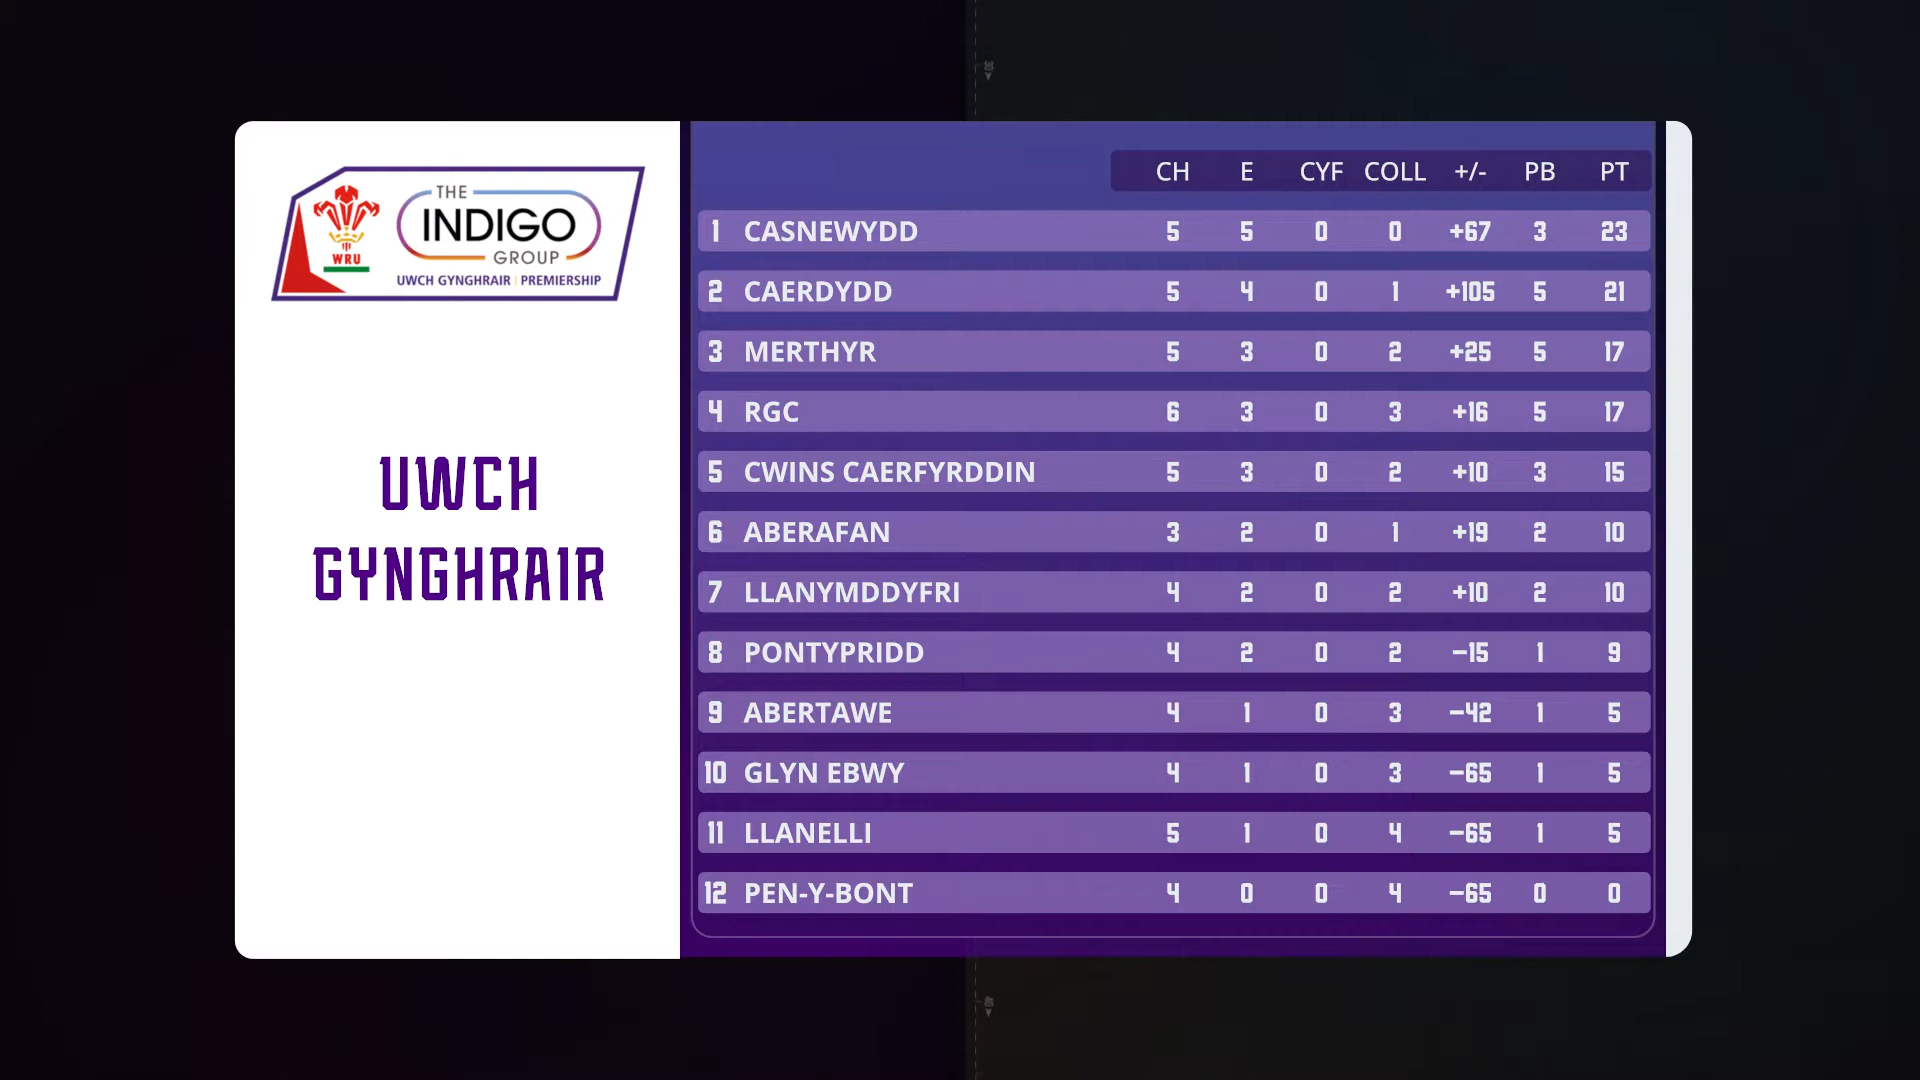 THE
INDIGO
GROUP
WRU
UWCH GYNGHRAIR | PREMIERSHIP
UWCH
GYNGHRAIR
CH E CYF COLL +/- PB PT
1 CASNEWYDD 5 5 0 0 +67 3 23
2 CAERDYDD 5 4 0 1 +105 5 21
3 MERTHYR 5 3 0 2 +25 5 17
4 RGC 6 3 0 3 +16 5 17
5 CWINS CAERFYRDDIN 5 3 0 2 +10 3 15
6 ABERAFAN 3 2 0 1 +19 2 10
7 LLANYMDDYFRI 4 2 0 2 +10 2 10
8 PONTYPRIDD 4 2 0 2 −15 1 9
9 ABERTAWE 4 1 0 3 −42 1 5
10 GLYN EBWY 4 1 0 3 −65 1 5
11 LLANELLI 5 1 0 4 −65 1 5
12 PEN-Y-BONT 4 0 0 4 −65 0 0